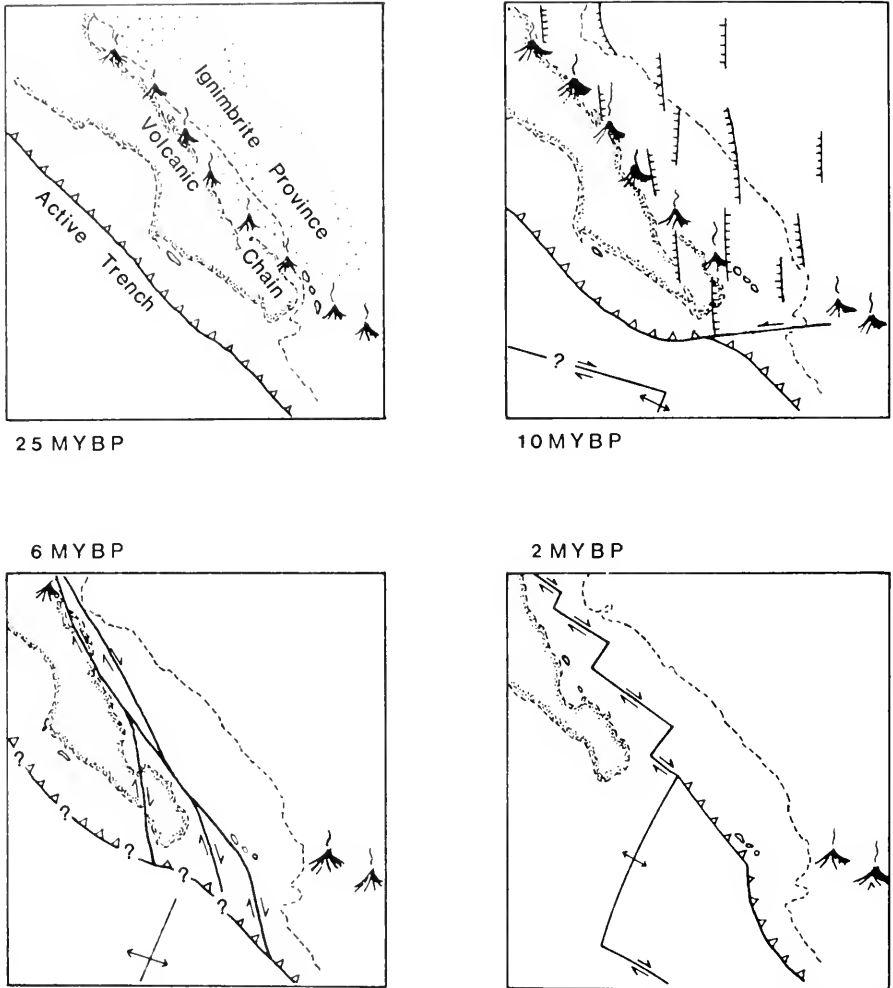 Ignimbrite Province
Volcanic Chain
Active Trench
25 MYBP
?
10 MYBP
6 MYBP
?
?
?
?
?
?
2 MYBP